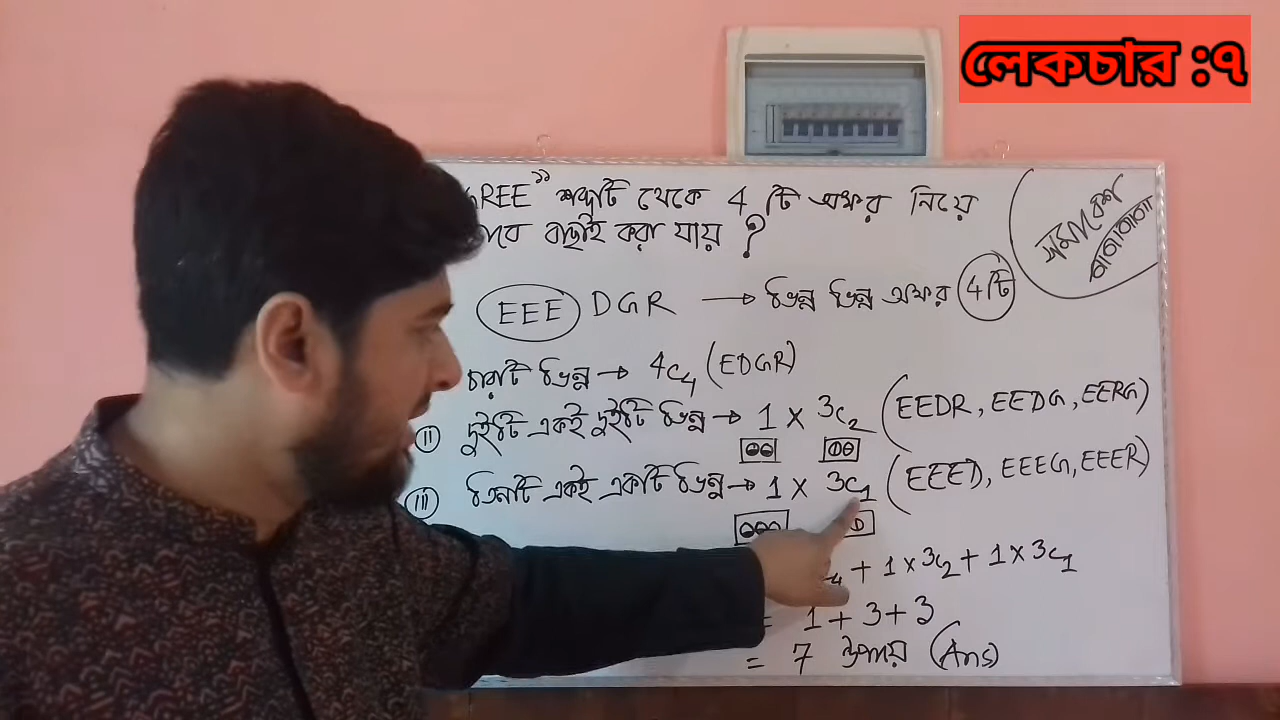 লেকচার :৭
GREE" শব্দটি থেকে 4 টি অক্ষর নিয়ে
ভাবে বাছাই করা যায় ?
সমাবেশ
EEE DGR → ভিন্ন ভিন্ন অক্ষর 4টি
চারটি ভিন্ন → 4C4 (EDGR)
(ii) দুইটি একই দুইটি ভিন্ন → 1 × 3C2 (EEDR, EEDG, EERG)
(iii) তিনটি একই একটি ভিন্ন → 1 × 3C1 (EEED, EEEG, EEER)
4 + 1×3C2 + 1×3C1
= 1 + 3 + 3
= 7 উপায় (Ans)